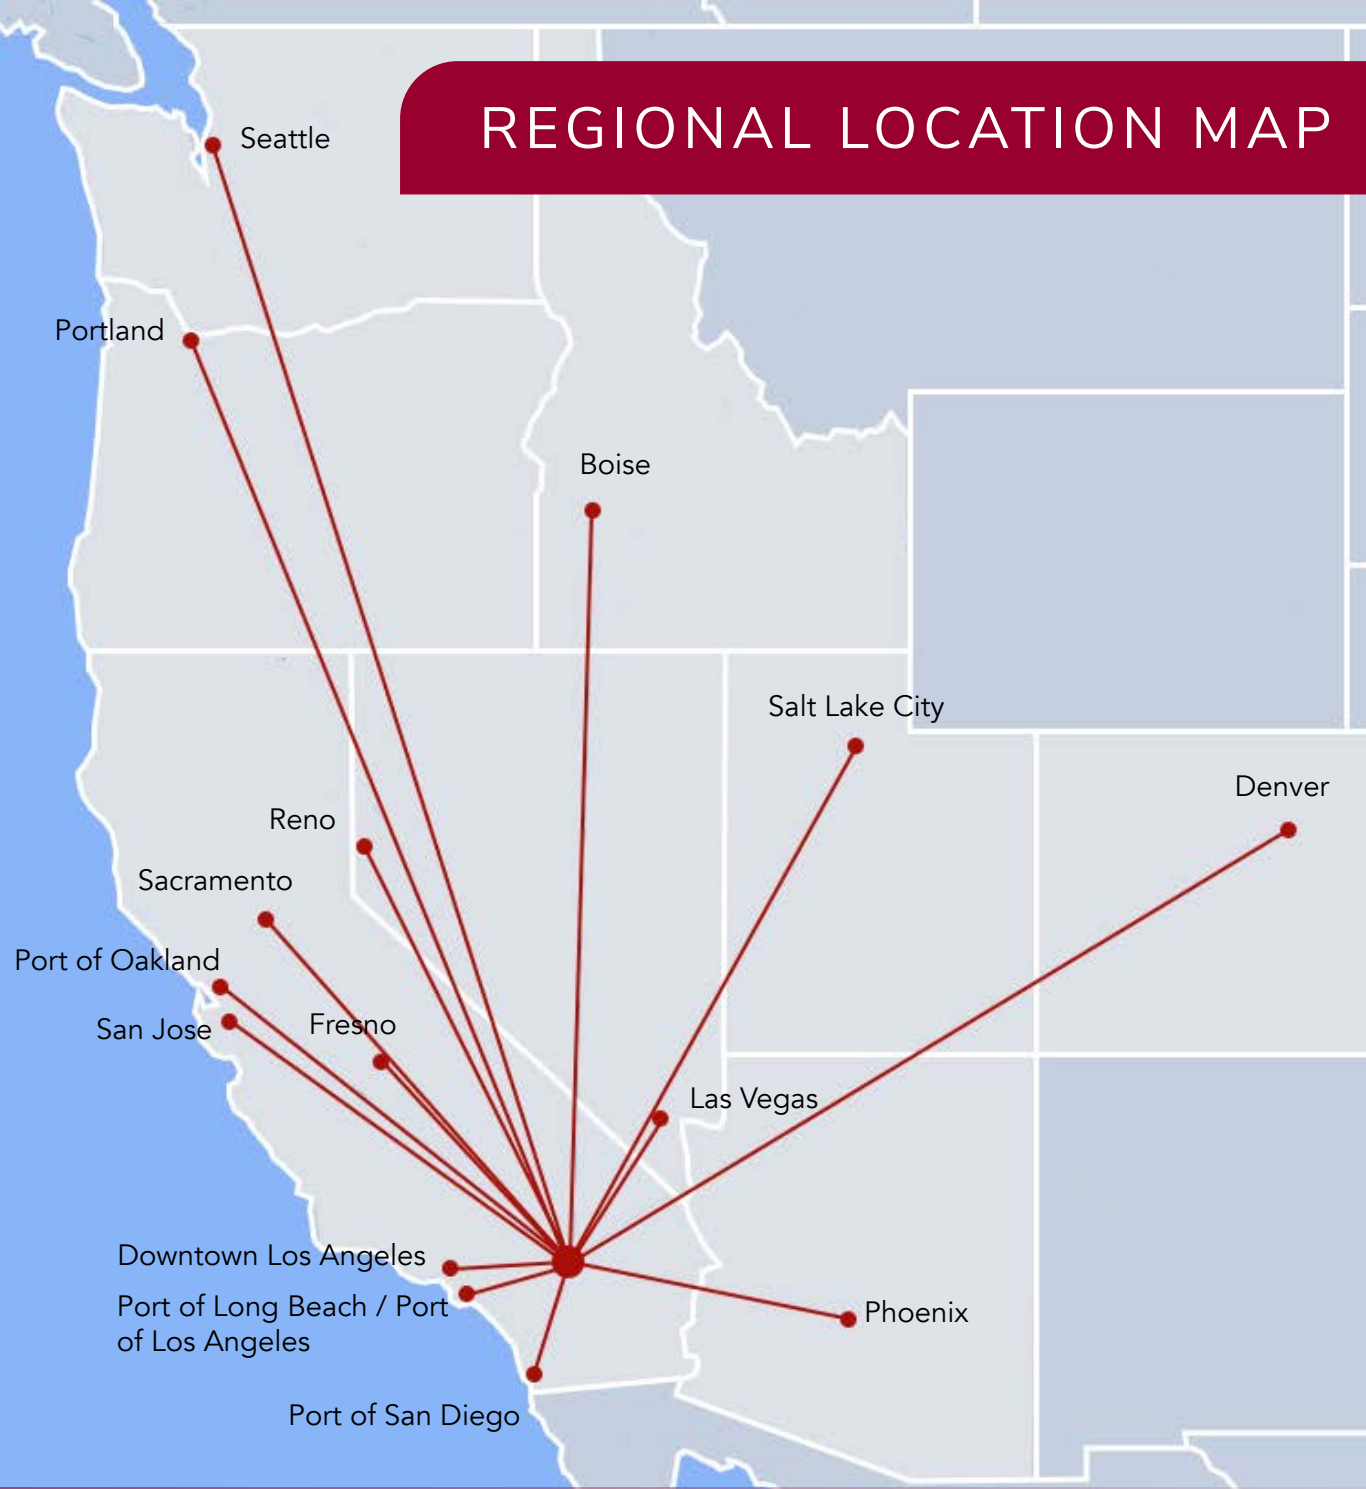 REGIONAL LOCATION MAP
Seattle
Portland
Boise
Salt Lake City
Denver
Reno
Sacramento
Port of Oakland
San Jose
Fresno
Las Vegas
Downtown Los Angeles
Port of Long Beach / Port
of Los Angeles
Phoenix
Port of San Diego